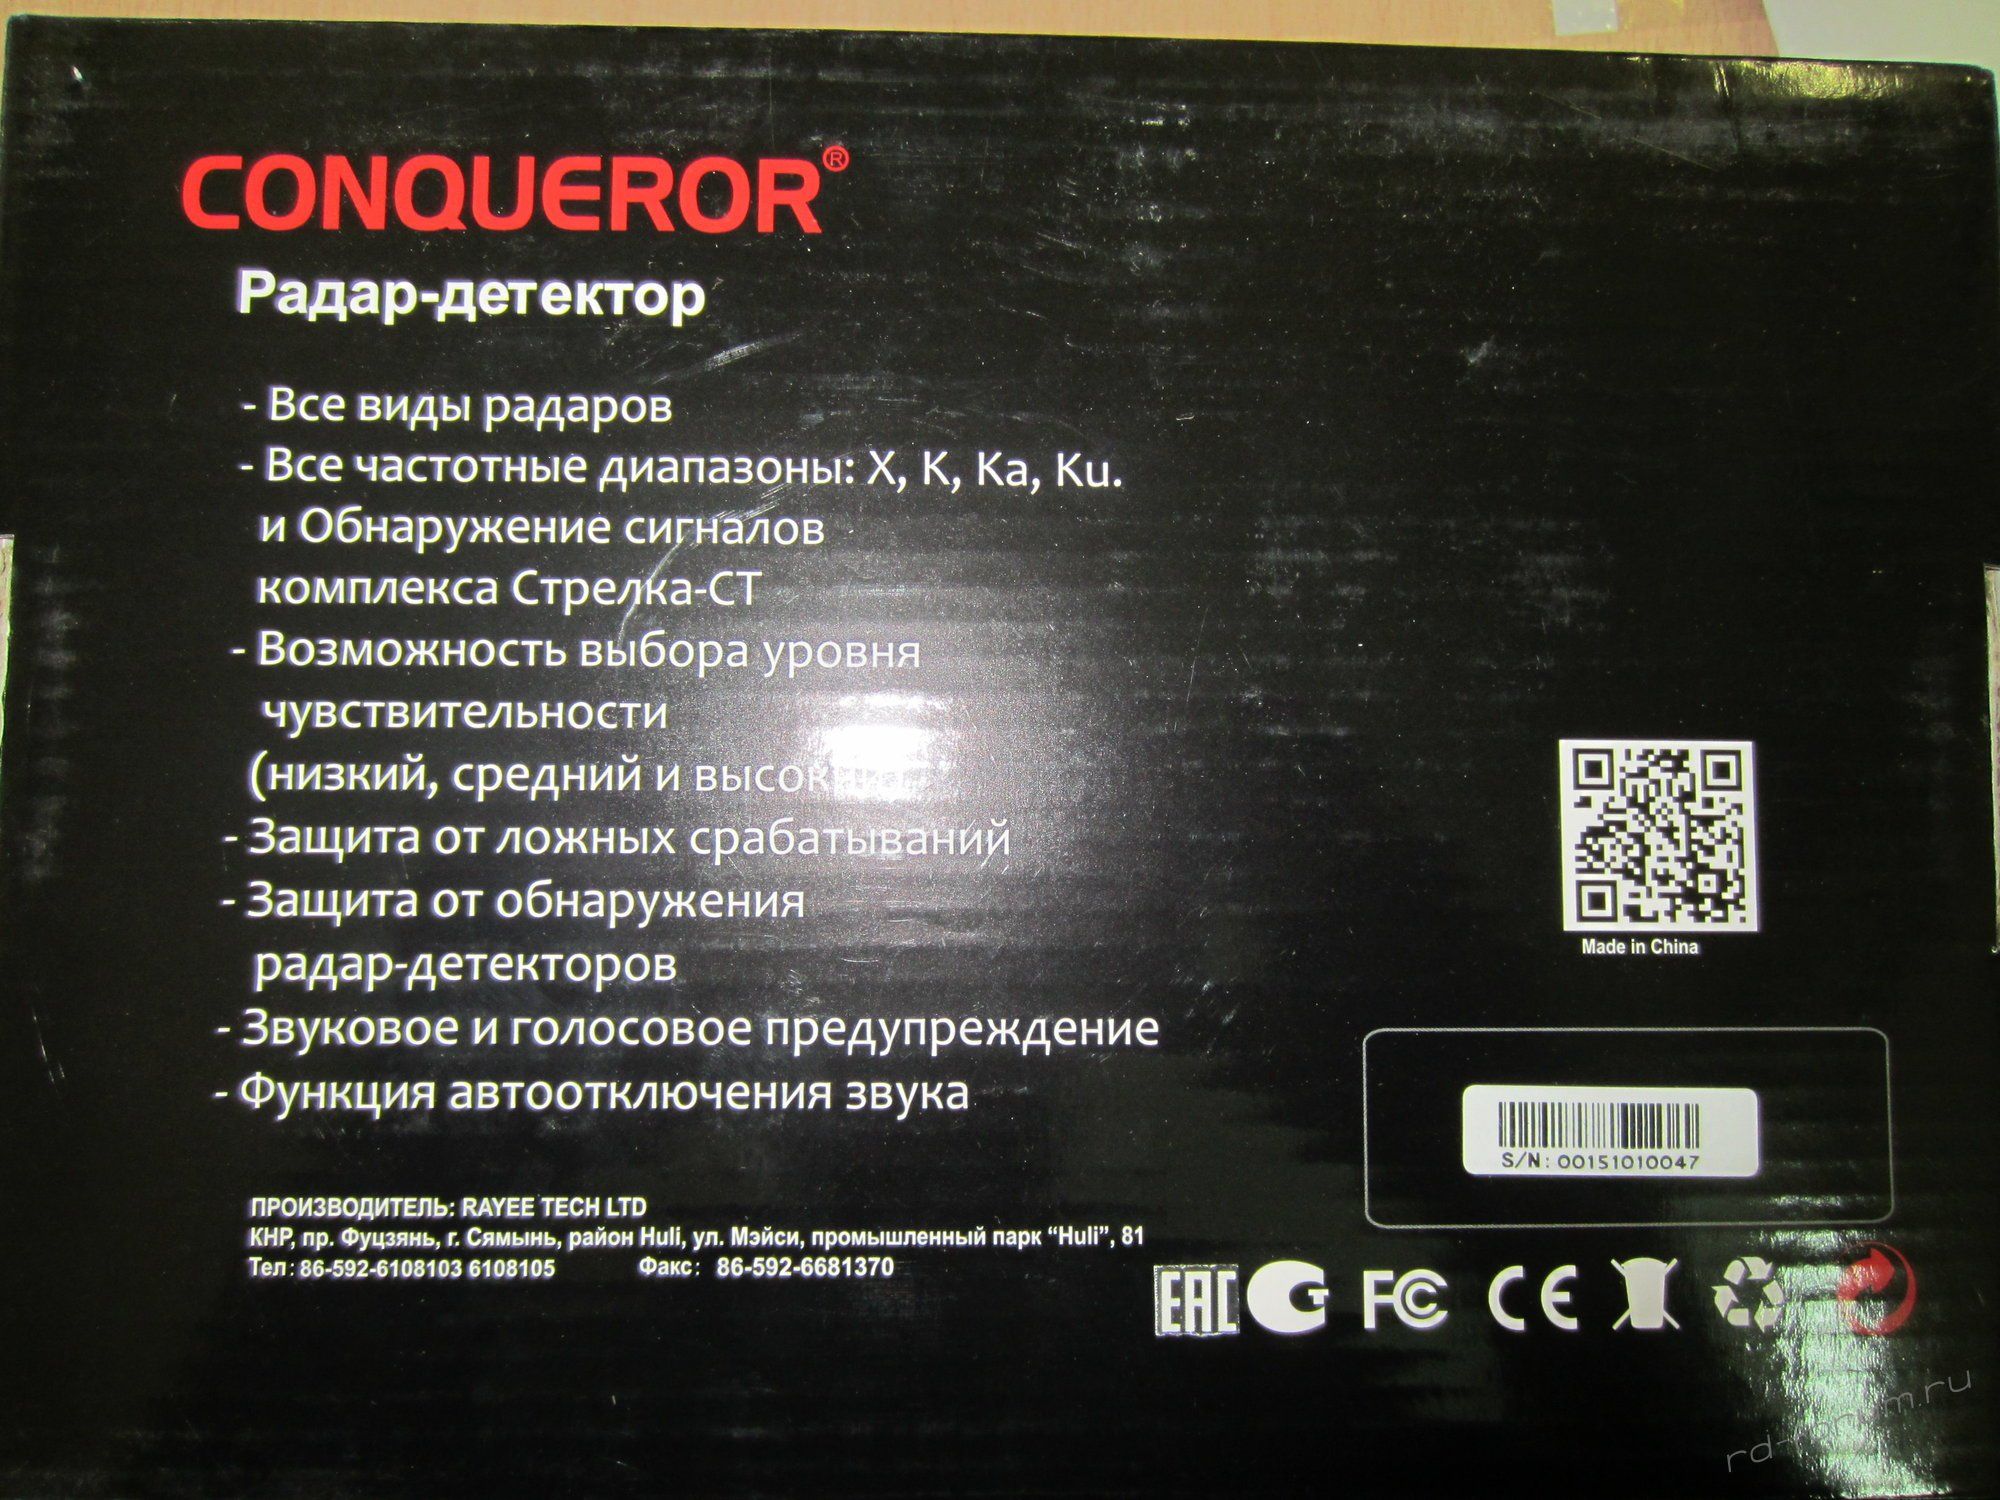 CONQUEROR®
Радар-детектор
- Все виды радаров
- Все частотные диапазоны: X, K, Ka, Ku.
и Обнаружение сигналов
комплекса Стрелка-СТ
- Возможность выбора уровня
чувствительности
(низкий, средний и
- Защита от ложных срабатываний
- Защита от обнаружения
радар-детекторов
- Звуковое и голосовое предупреждение
- Функция автоотключения звука
Made in China
S/N: 00151010047
ПРОИЗВОДИТЕЛЬ: RAYEE TECH LTD
КНР, пр. Фуцзянь, г. Сямынь, район Huli, ул. Мэйси, промышленный парк “Huli”, 81
Тел: 86-592-6108103 6108105 Факс: 86-592-6681370
EAC FC CE
rd-forum.ru